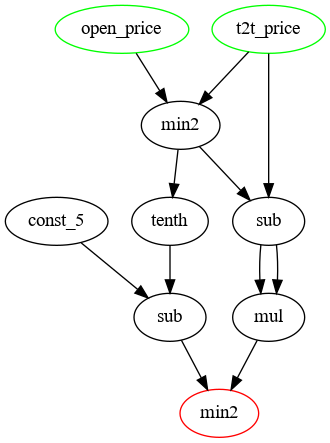 open_price
t2t_price
min2
const_5
tenth
sub
sub
mul
min2